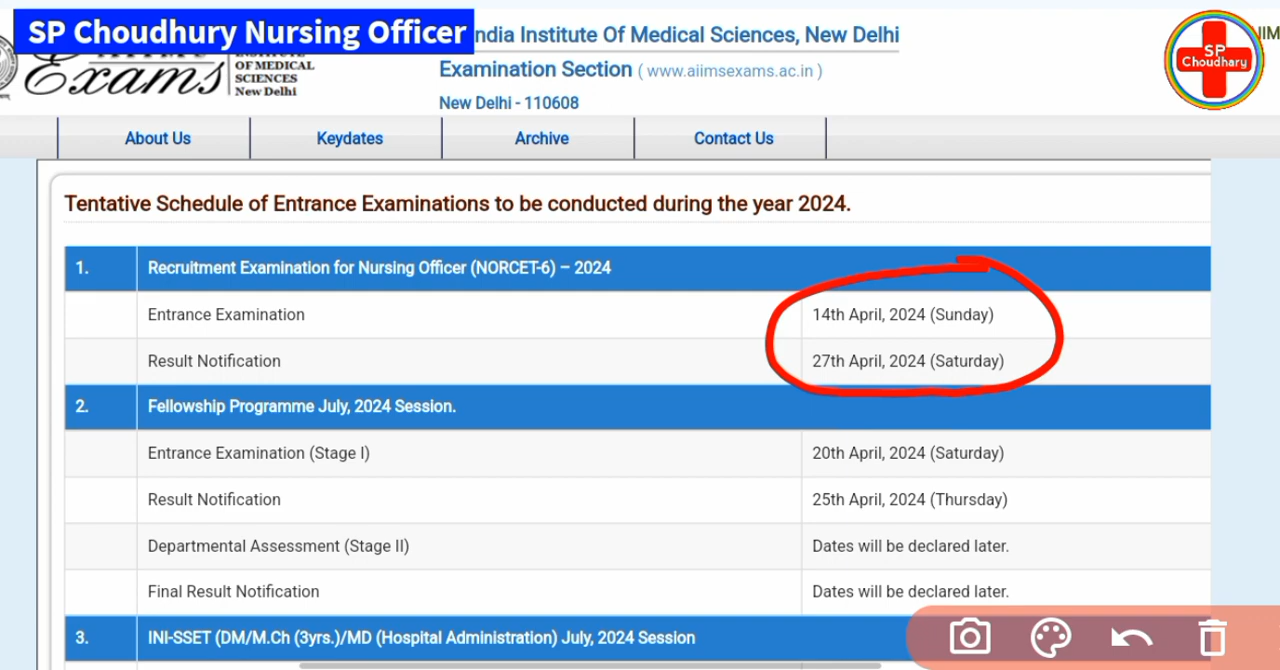 SP Choudhury Nursing Officer
ndia Institute Of Medical Sciences, New Delhi
Exams
OF MEDICAL
SCIENCES
New Delhi
Examination Section ( www.aiimsexams.ac.in )
New Delhi - 110608
SP
Choudhary
About Us
Keydates
Archive
Contact Us
Tentative Schedule of Entrance Examinations to be conducted during the year 2024.
1. Recruitment Examination for Nursing Officer (NORCET-6) – 2024
Entrance Examination 14th April, 2024 (Sunday)
Result Notification 27th April, 2024 (Saturday)
2. Fellowship Programme July, 2024 Session.
Entrance Examination (Stage I) 20th April, 2024 (Saturday)
Result Notification 25th April, 2024 (Thursday)
Departmental Assessment (Stage II) Dates will be declared later.
Final Result Notification Dates will be declared later.
3. INI-SSET (DM/M.Ch (3yrs.)/MD (Hospital Administration) July, 2024 Session